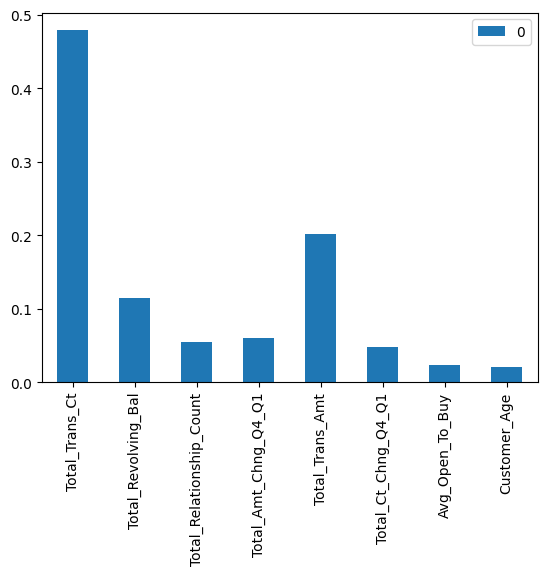 0.5
0.4
0.3
0.2
0.1
0.0
0
Total_Trans_Ct
Total_Revolving_Bal
Total_Relationship_Count
Total_Amt_Chng_Q4_Q1
Total_Trans_Amt
Total_Ct_Chng_Q4_Q1
Avg_Open_To_Buy
Customer_Age